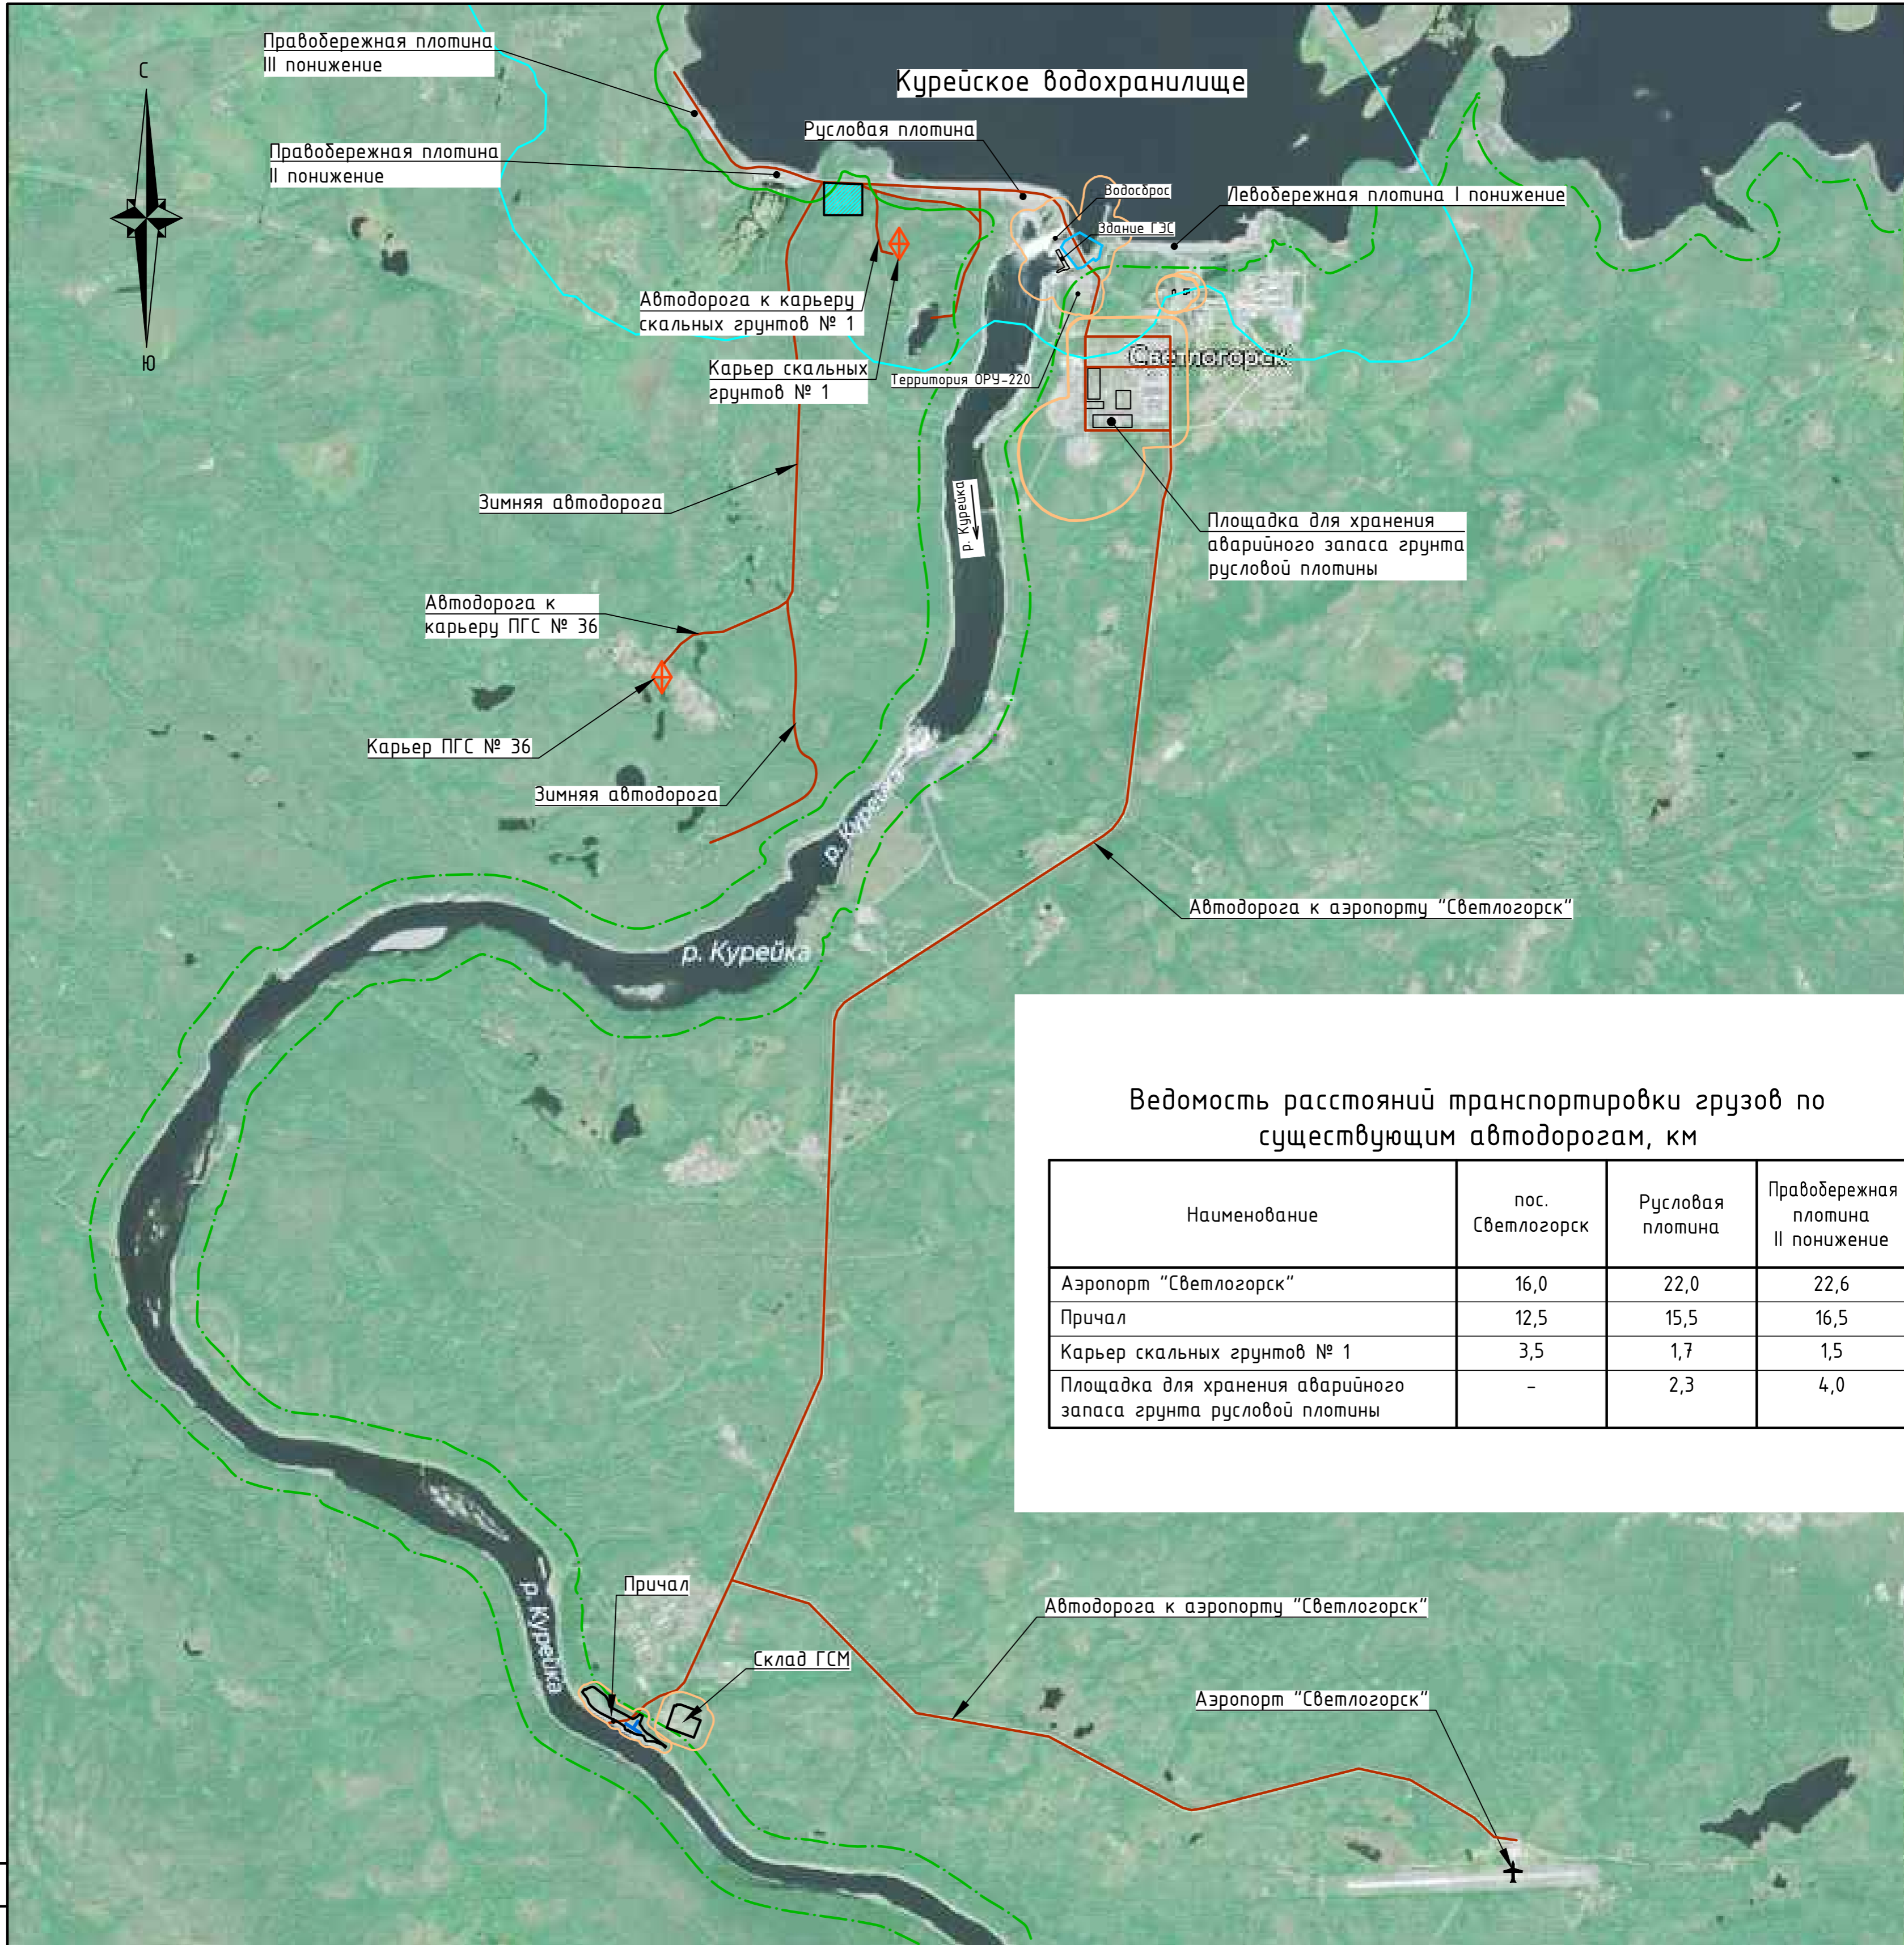 Правобережная плотина
III понижение
С
Курейское водохранилище
Русловая плотина
Правобережная плотина
II понижение
Водосброс
Левобережная плотина I понижение
Здание ГЭС
Автодорога к карьеру
скальных грунтов № 1
Ю
Светлогорск
Карьер скальных
грунтов № 1
Территория ОРУ-220
Зимняя автодорога
р. Курейка
Площадка для хранения
аварийного запаса грунта
русловой плотины
Автодорога к
карьеру ПГС № 36
Карьер ПГС № 36
Зимняя автодорога
р. Курейка
Автодорога к аэропорту "Светлогорск"
р. Курейка
Ведомость расстояний транспортировки грузов по
существующим автодорогам, км
Наименование
пос.
Светлогорск
Русловая
плотина
Правобережная
плотина
II понижение
Аэропорт "Светлогорск" 16,0 22,0 22,6
Причал 12,5 15,5 16,5
Карьер скальных грунтов № 1 3,5 1,7 1,5
Площадка для хранения аварийного - 2,3 4,0
запаса грунта русловой плотины
Причал
р. Курейка
Автодорога к аэропорту "Светлогорск"
Склад ГСМ
Аэропорт "Светлогорск"